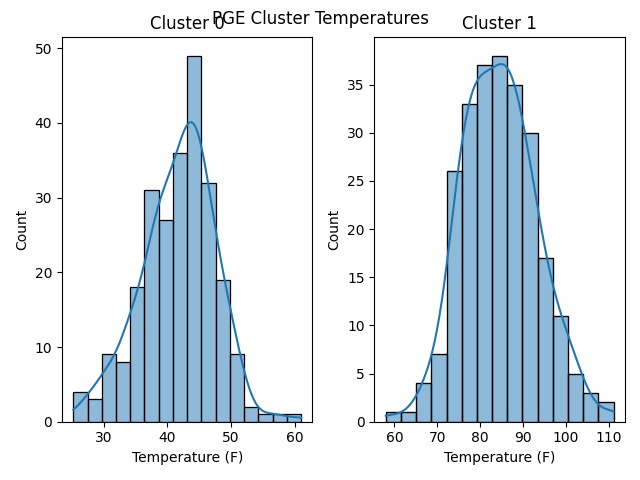 PGE Cluster Temperatures
Cluster 0
Cluster 1
50
40
30
20
10
0
Count
30 40 50 60
Temperature (F)
35
30
25
20
15
10
5
0
Count
60 70 80 90 100 110
Temperature (F)